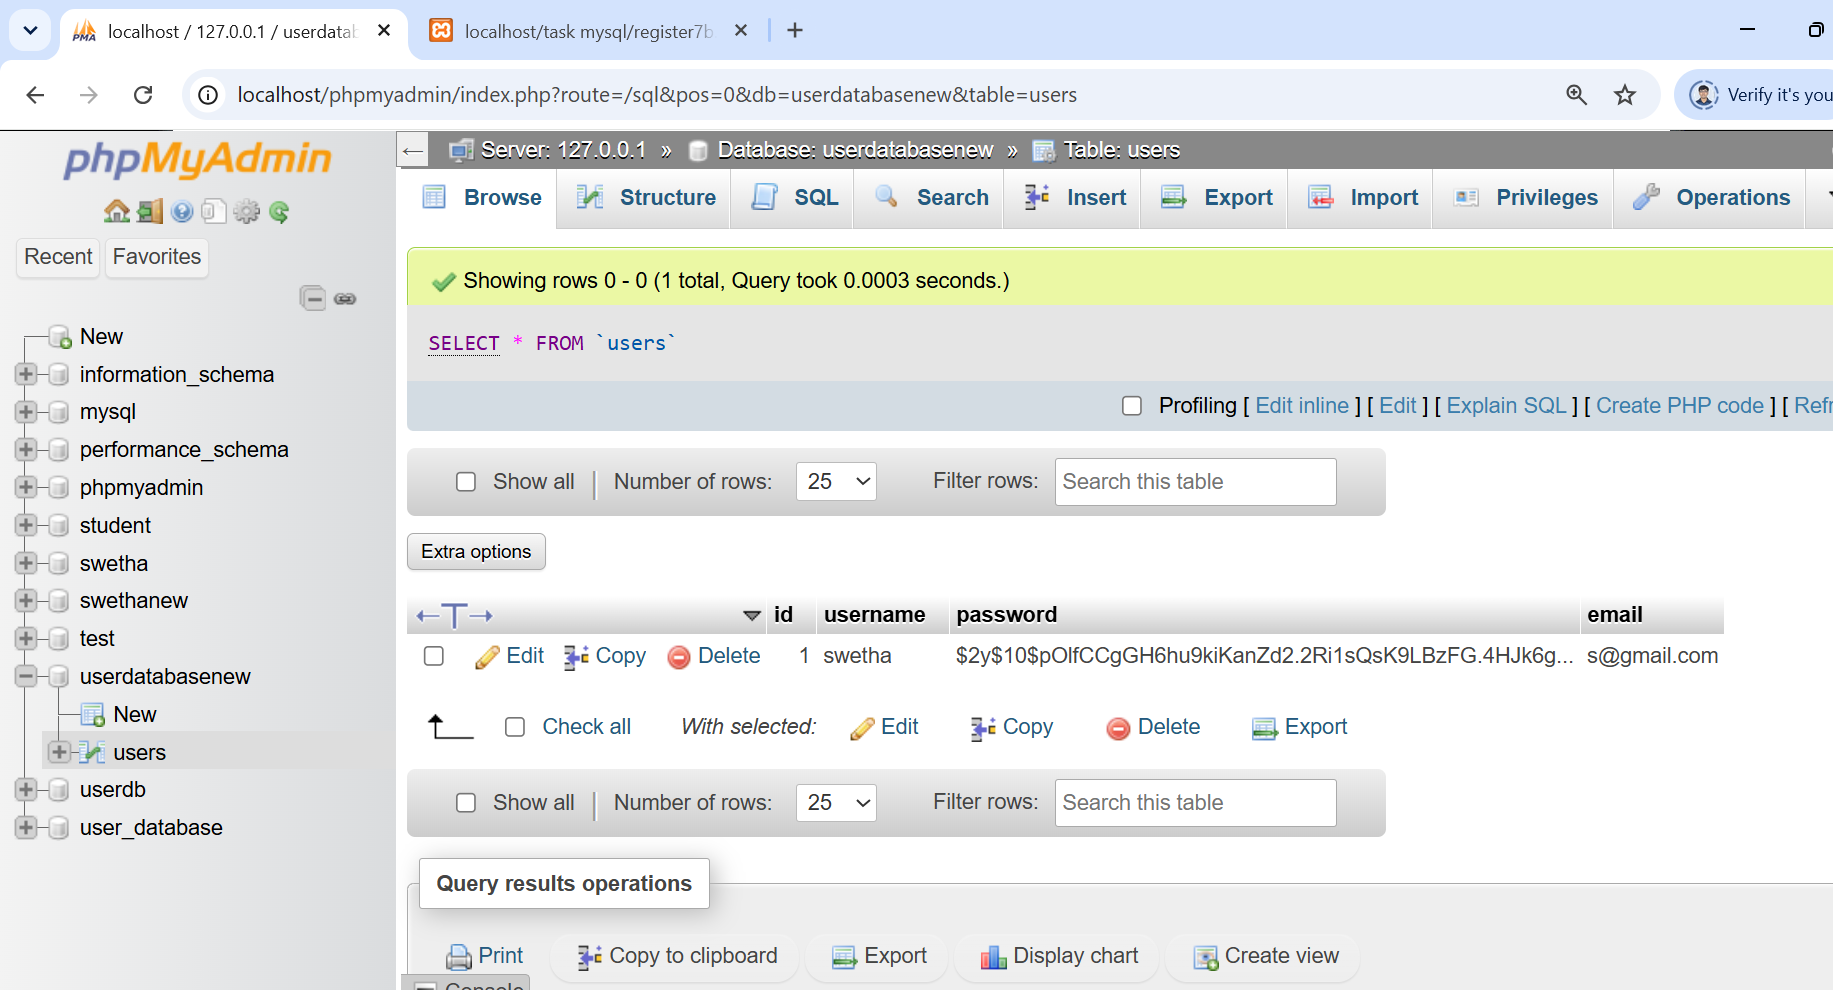 localhost / 127.0.0.1 / userdatab
localhost/task mysql/register7b
localhost/phpmyadmin/index.php?route=/sql&pos=0&db=userdatabasenew&table=users
Verify it's you
phpMyAdmin
Recent
Favorites
New
information_schema
mysql
performance_schema
phpmyadmin
student
swetha
swethanew
test
userdatabasenew
New
users
userdb
user_database
Server: 127.0.0.1 » Database: userdatabasenew » Table: users
Browse Structure SQL Search Insert Export Import Privileges Operations
Showing rows 0 - 0 (1 total, Query took 0.0003 seconds.)
SELECT * FROM `users`
Profiling [ Edit inline ] [ Edit ] [ Explain SQL ] [ Create PHP code ] [ Refr
Show all | Number of rows: 25 Filter rows: Search this table
Extra options
←T→ id username password email
Edit Copy Delete 1 swetha $2y$10$pOlfCCgGH6hu9kiKanZd2.2Ri1sQsK9LBzFG.4HJk6g... s@gmail.com
Check all With selected: Edit Copy Delete Export
Show all | Number of rows: 25 Filter rows: Search this table
Query results operations
Print Copy to clipboard Export Display chart Create view
Console